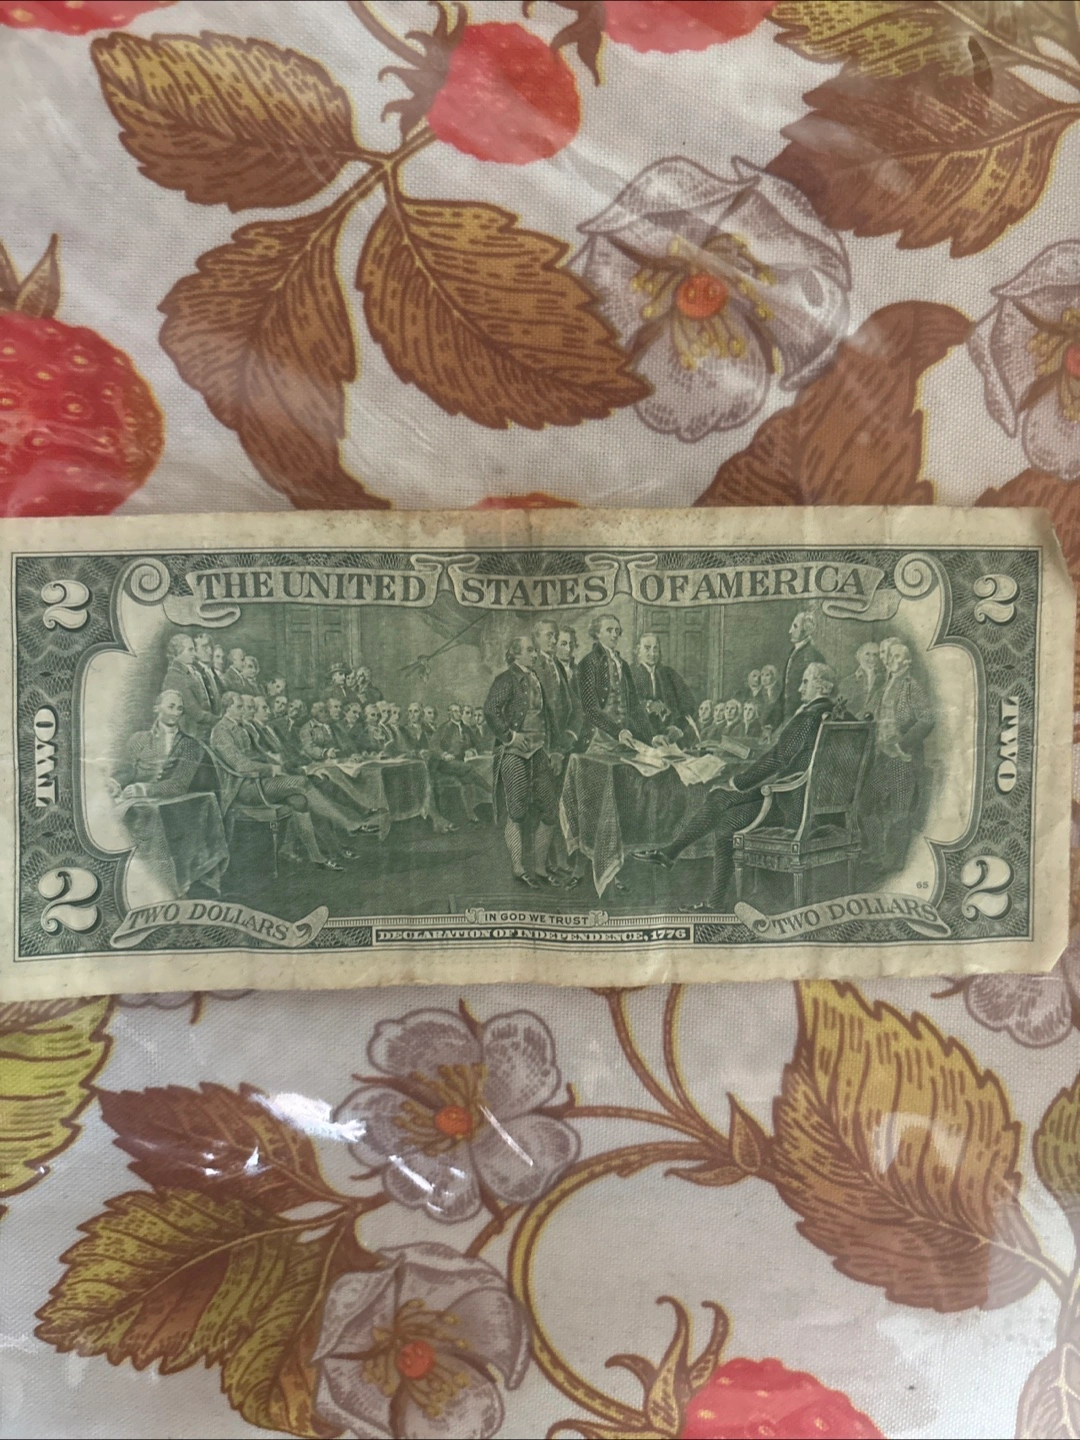 THE UNITED STATES OF AMERICA
2 2
TWO TWO
65
2 2
TWO DOLLARS IN GOD WE TRUST TWO DOLLARS
DECLARATION OF INDEPENDENCE, 1776